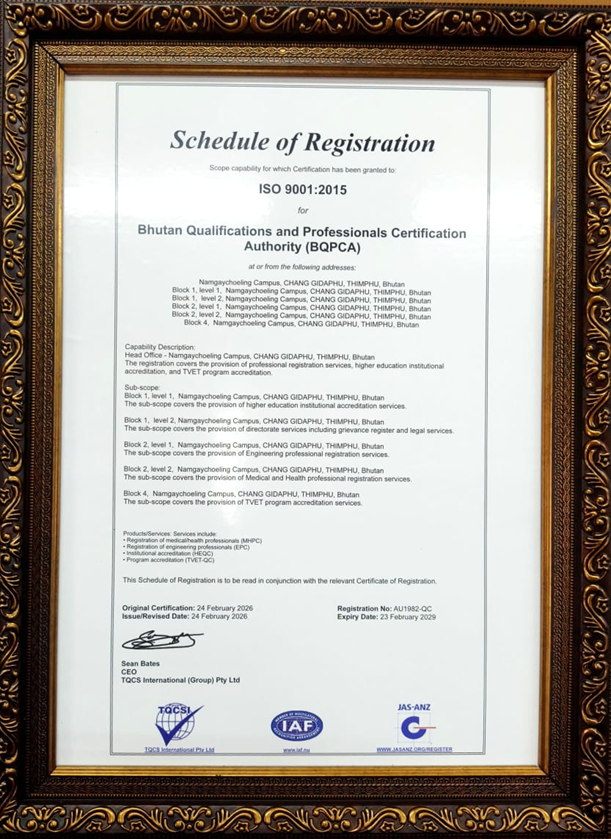 Schedule of Registration
Scope capability for which Certification has been granted to:
ISO 9001:2015
for
Bhutan Qualifications and Professionals Certification
Authority (BQPCA)
at or from the following addresses:
Namgaychoeling Campus, CHANG GIDAPHU, THIMPHU, Bhutan
Block 1, level 1, Namgaychoeling Campus, CHANG GIDAPHU, THIMPHU, Bhutan
Block 1, level 2, Namgaychoeling Campus, CHANG GIDAPHU, THIMPHU, Bhutan
Block 2, level 1, Namgaychoeling Campus, CHANG GIDAPHU, THIMPHU, Bhutan
Block 2, level 2, Namgaychoeling Campus, CHANG GIDAPHU, THIMPHU, Bhutan
Block 4, Namgaychoeling Campus, CHANG GIDAPHU, THIMPHU, Bhutan
Capability Description:
Head Office - Namgaychoeling Campus, CHANG GIDAPHU, THIMPHU, Bhutan
The registration covers the provision of professional registration services, higher education institutional
accreditation, and TVET program accreditation.
Sub-scope:
Block 1, level 1, Namgaychoeling Campus, CHANG GIDAPHU, THIMPHU, Bhutan
The sub-scope covers the provision of higher education institutional accreditation services.
Block 1, level 2, Namgaychoeling Campus, CHANG GIDAPHU, THIMPHU, Bhutan
The sub-scope covers the provision of directorate services including grievance register and legal services.
Block 2, level 1, Namgaychoeling Campus, CHANG GIDAPHU, THIMPHU, Bhutan
The sub-scope covers the provision of Engineering professional registration services.
Block 2, level 2, Namgaychoeling Campus, CHANG GIDAPHU, THIMPHU, Bhutan
The sub-scope covers the provision of Medical and Health professional registration services.
Block 4, Namgaychoeling Campus, CHANG GIDAPHU, THIMPHU, Bhutan
The sub-scope covers the provision of TVET program accreditation services.
Products/Services: Services include:
• Registration of medical/health professionals (MHPC)
• Registration of engineering professionals (EPC)
• Institutional accreditation (HEQC)
• Program accreditation (TVET-QC)
This Schedule of Registration is to be read in conjunction with the relevant Certificate of Registration.
Original Certification: 24 February 2026 Registration No: AU1982-QC
Issue/Revised Date: 24 February 2026 Expiry Date: 23 February 2029
Sean Bates
CEO
TQCS International (Group) Pty Ltd
TQCSI IAF JAS-ANZ
TQCS International Pty Ltd www.iaf.nu WWW.JASANZ.ORG/REGISTER